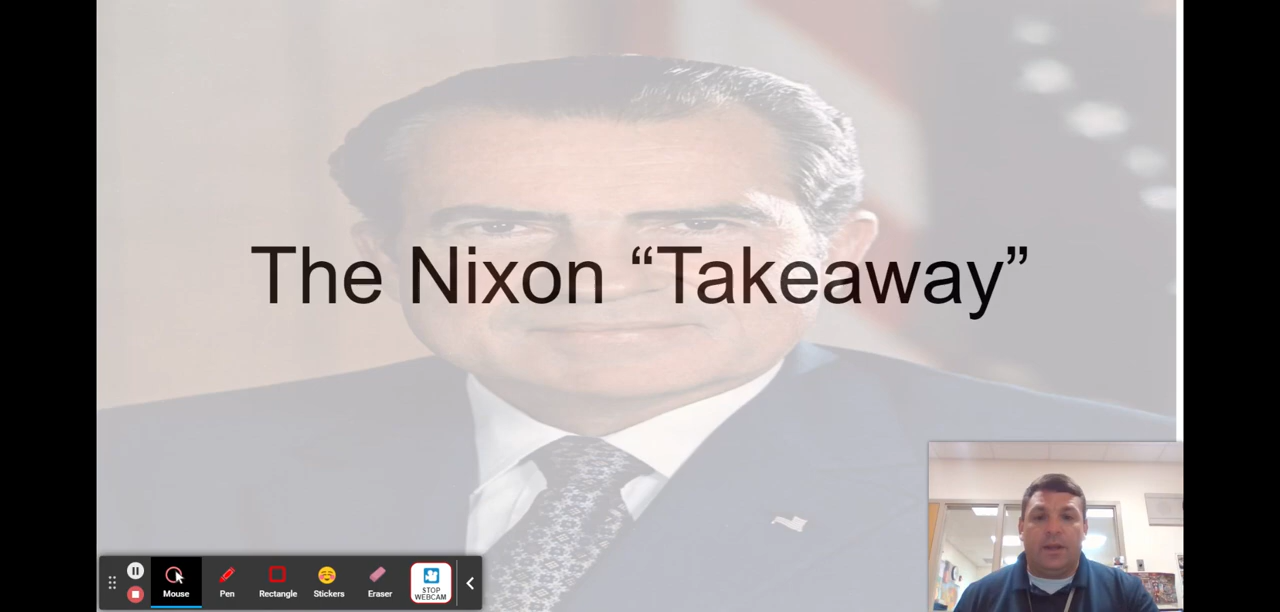 The Nixon “Takeaway”
Mouse
Pen
Rectangle
Stickers
Eraser
STOP
WEBCAM